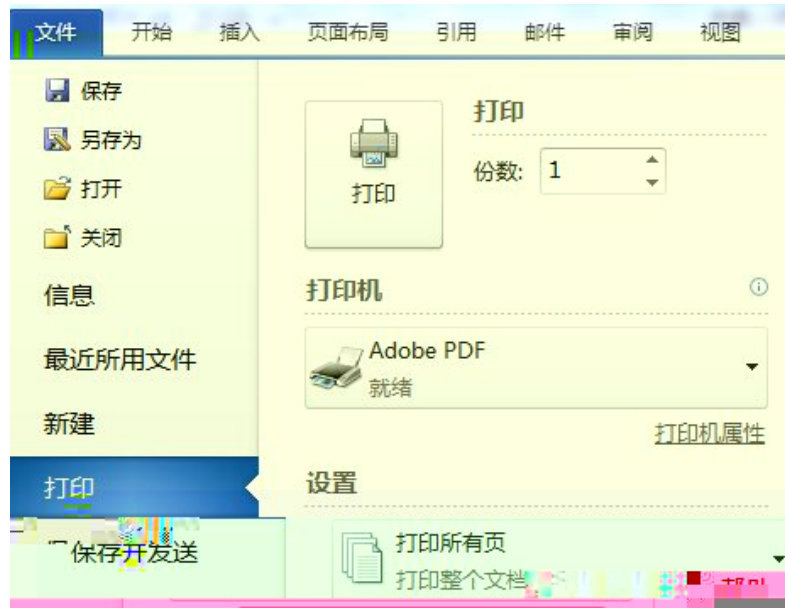 文件 开始 插入 页面布局 引用 邮件 审阅 视图
保存
另存为
打开
关闭
信息
最近所用文件
新建
打印
保存并发送
打印
打印
份数: 1
打印机
Adobe PDF
就绪
打印机属性
设置
打印所有页
打印整个文档